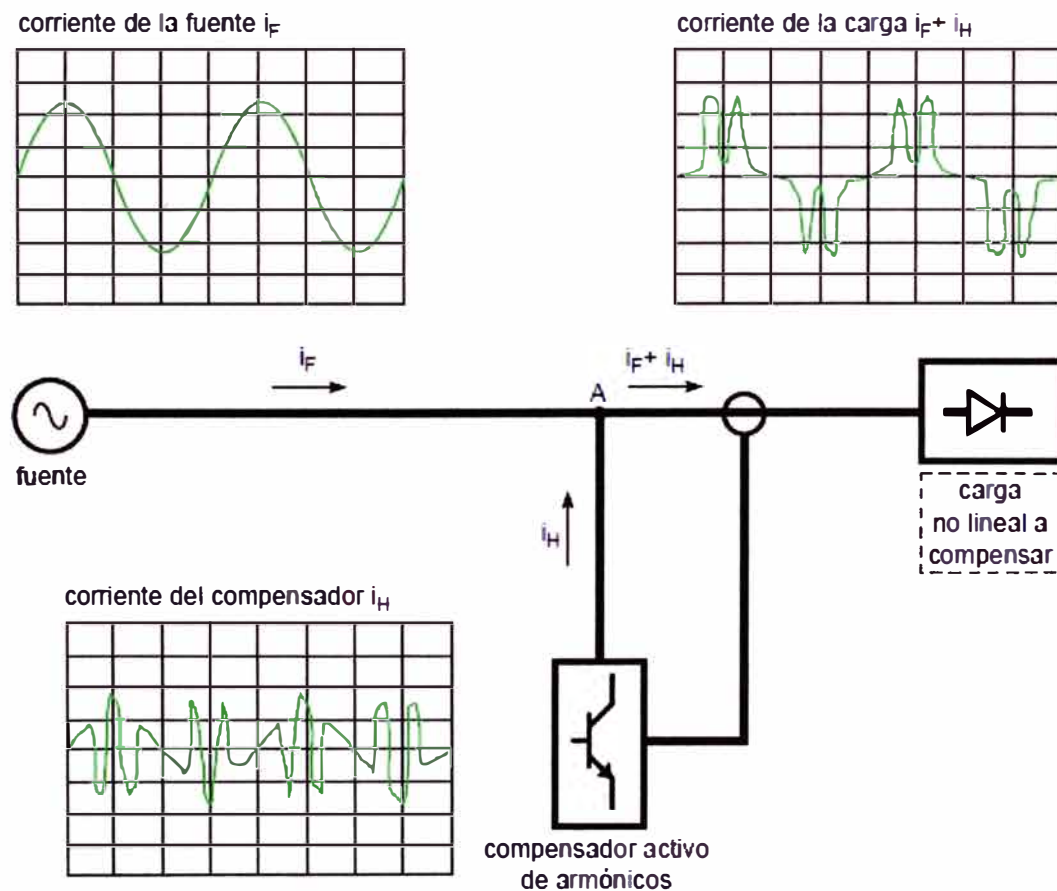 corriente de la fuente iF
corriente de la carga iF+ iH
iF
iF+ iH
A
fuente
carga
no lineal a
compensar
iH
corriente del compensador iH
compensador activo
de armónicos